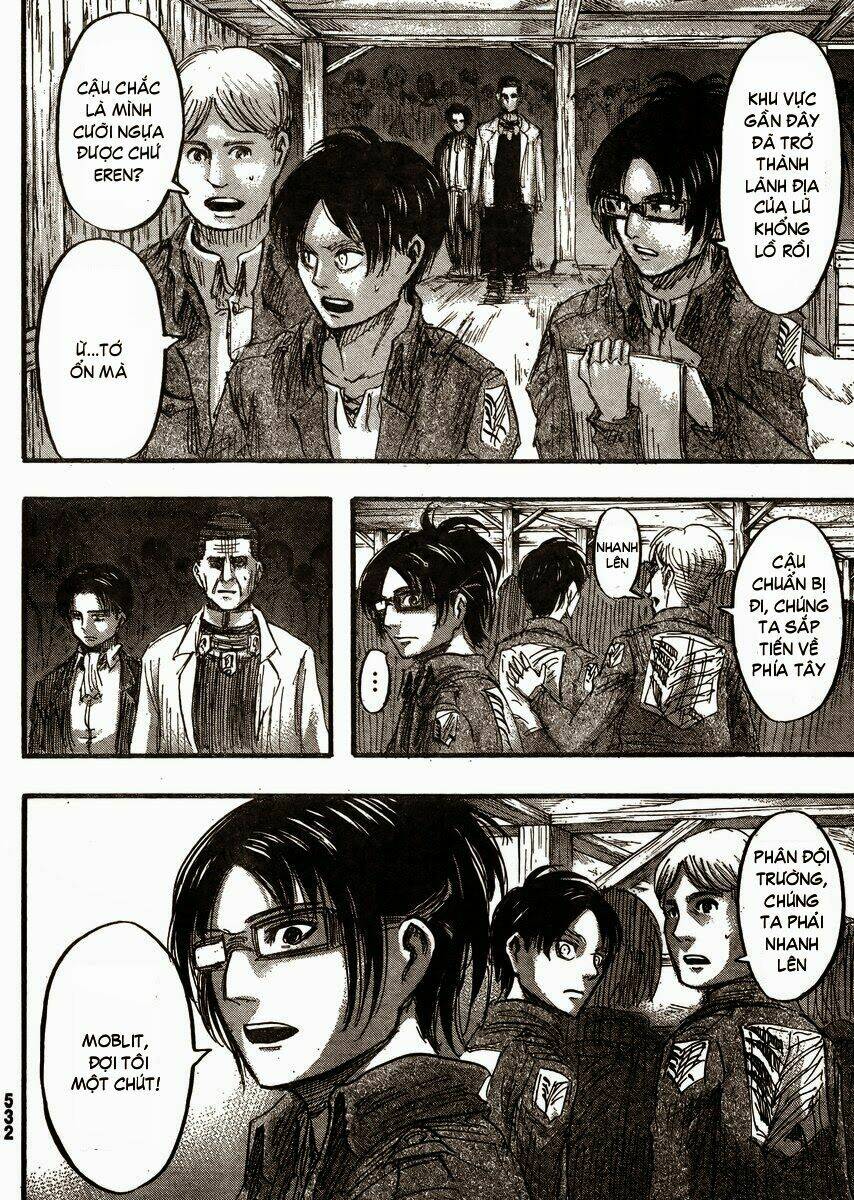 KHU VỰC
GẦN ĐÂY
ĐÃ TRỞ
THÀNH
LÃNH ĐỊA
CỦA LŨ
KHỔNG
LỒ RỒI
CẬU CHẮC
LÀ MÌNH
CƯỠI NGỰA
ĐƯỢC CHỨ
EREN?
Ừ...TỚ
ỔN MÀ
CẬU
CHUẨN BỊ
ĐI, CHÚNG
TA SẮP
TIẾN VỀ
PHÍA TÂY
NHANH
LÊN
...
PHÂN ĐỘI
TRƯỞNG,
CHÚNG
TA PHẢI
NHANH
LÊN
MOBLIT,
ĐỢI TÔI
MỘT CHÚT!
532